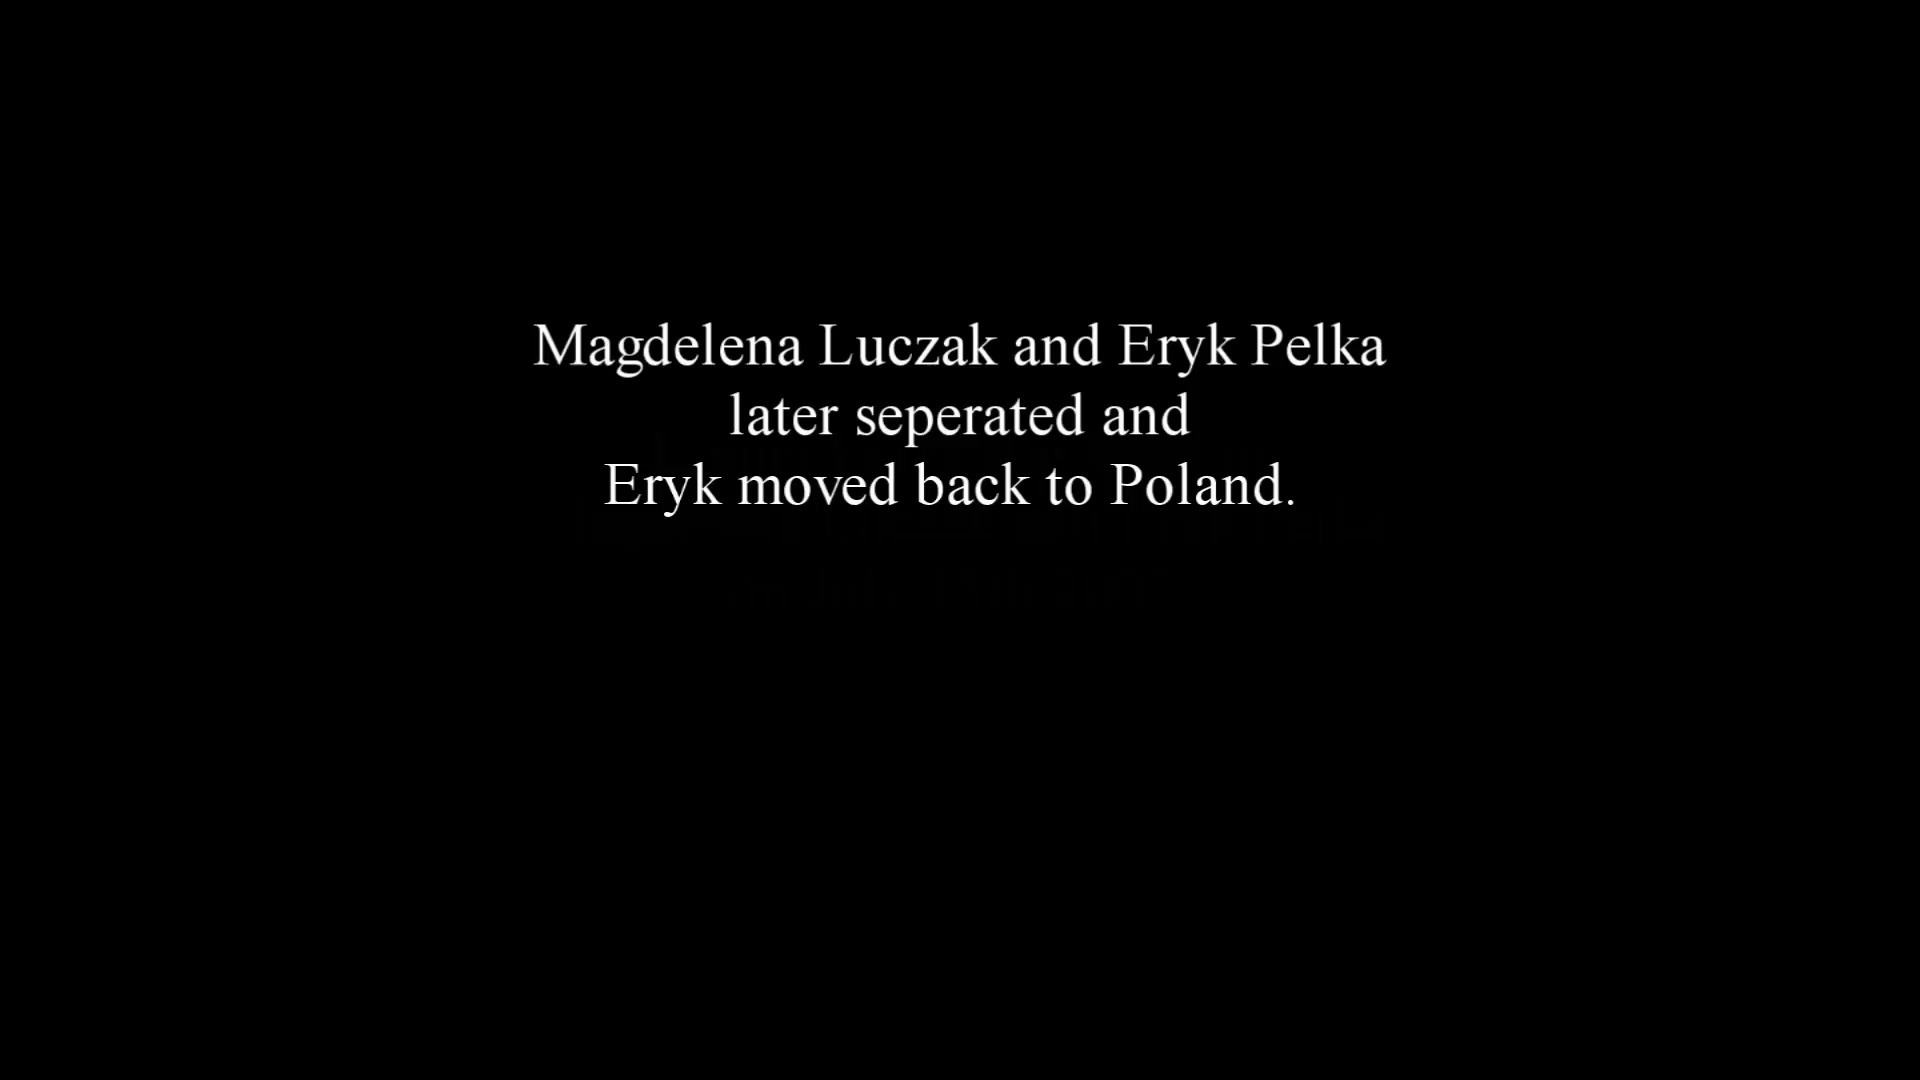 Magdelena Luczak and Eryk Pelka
later seperated and
Eryk moved back to Poland.